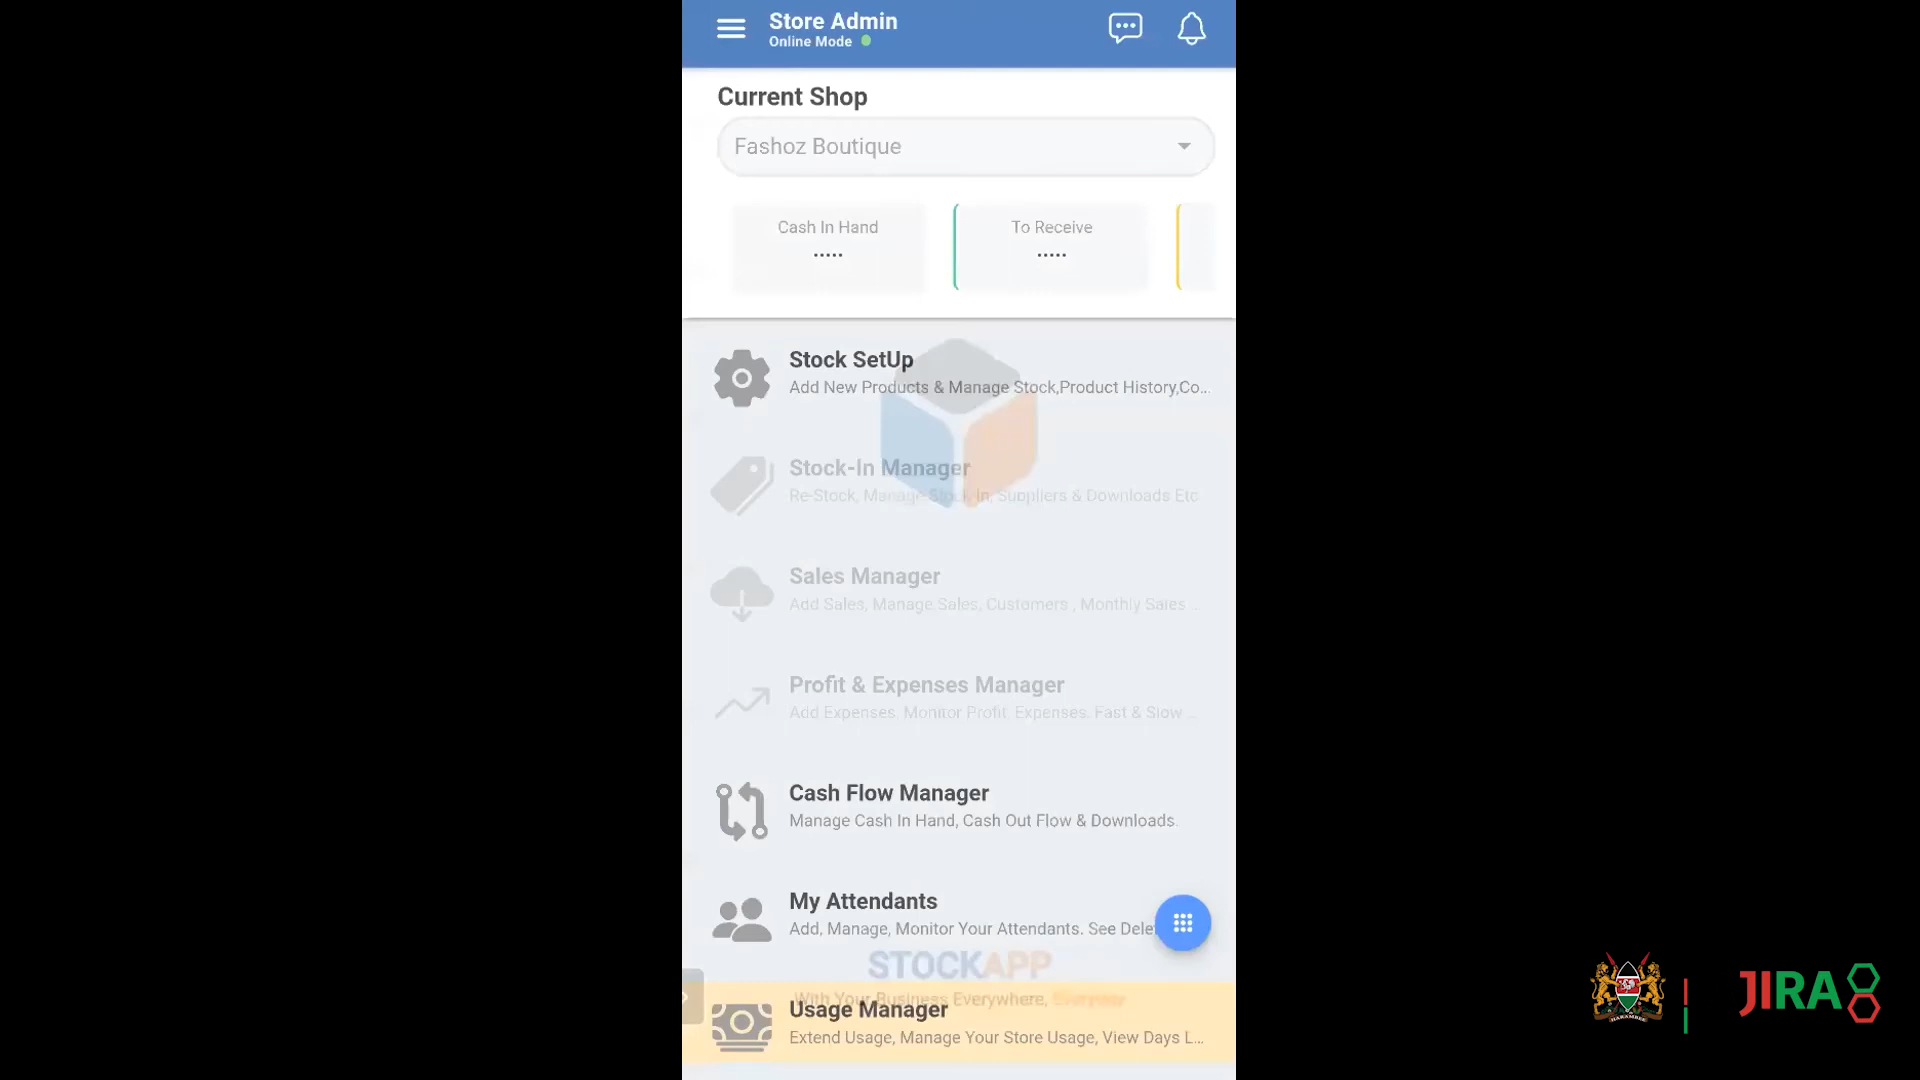 Store Admin
Online Mode
Current Shop
Fashoz Boutique
Cash In Hand
.....
To Receive
.....
Stock SetUp
Add New Products & Manage Stock,Product History,Co...
Stock-In Manager
Re-Stock, Manage Stock In, Suppliers & Downloads Etc
Sales Manager
Add Sales, Manage Sales, Customers , Monthly Sales ...
Profit & Expenses Manager
Add Expenses, Monitor Profit, Expenses, Fast & Slow ...
Cash Flow Manager
Manage Cash In Hand, Cash Out Flow & Downloads.
My Attendants
Add, Manage, Monitor Your Attendants. See Dele
STOCKAPP
With Your Business Everywhere, Everyday
Usage Manager
Extend Usage, Manage Your Store Usage, View Days L...
HARAMBEE
JIRA